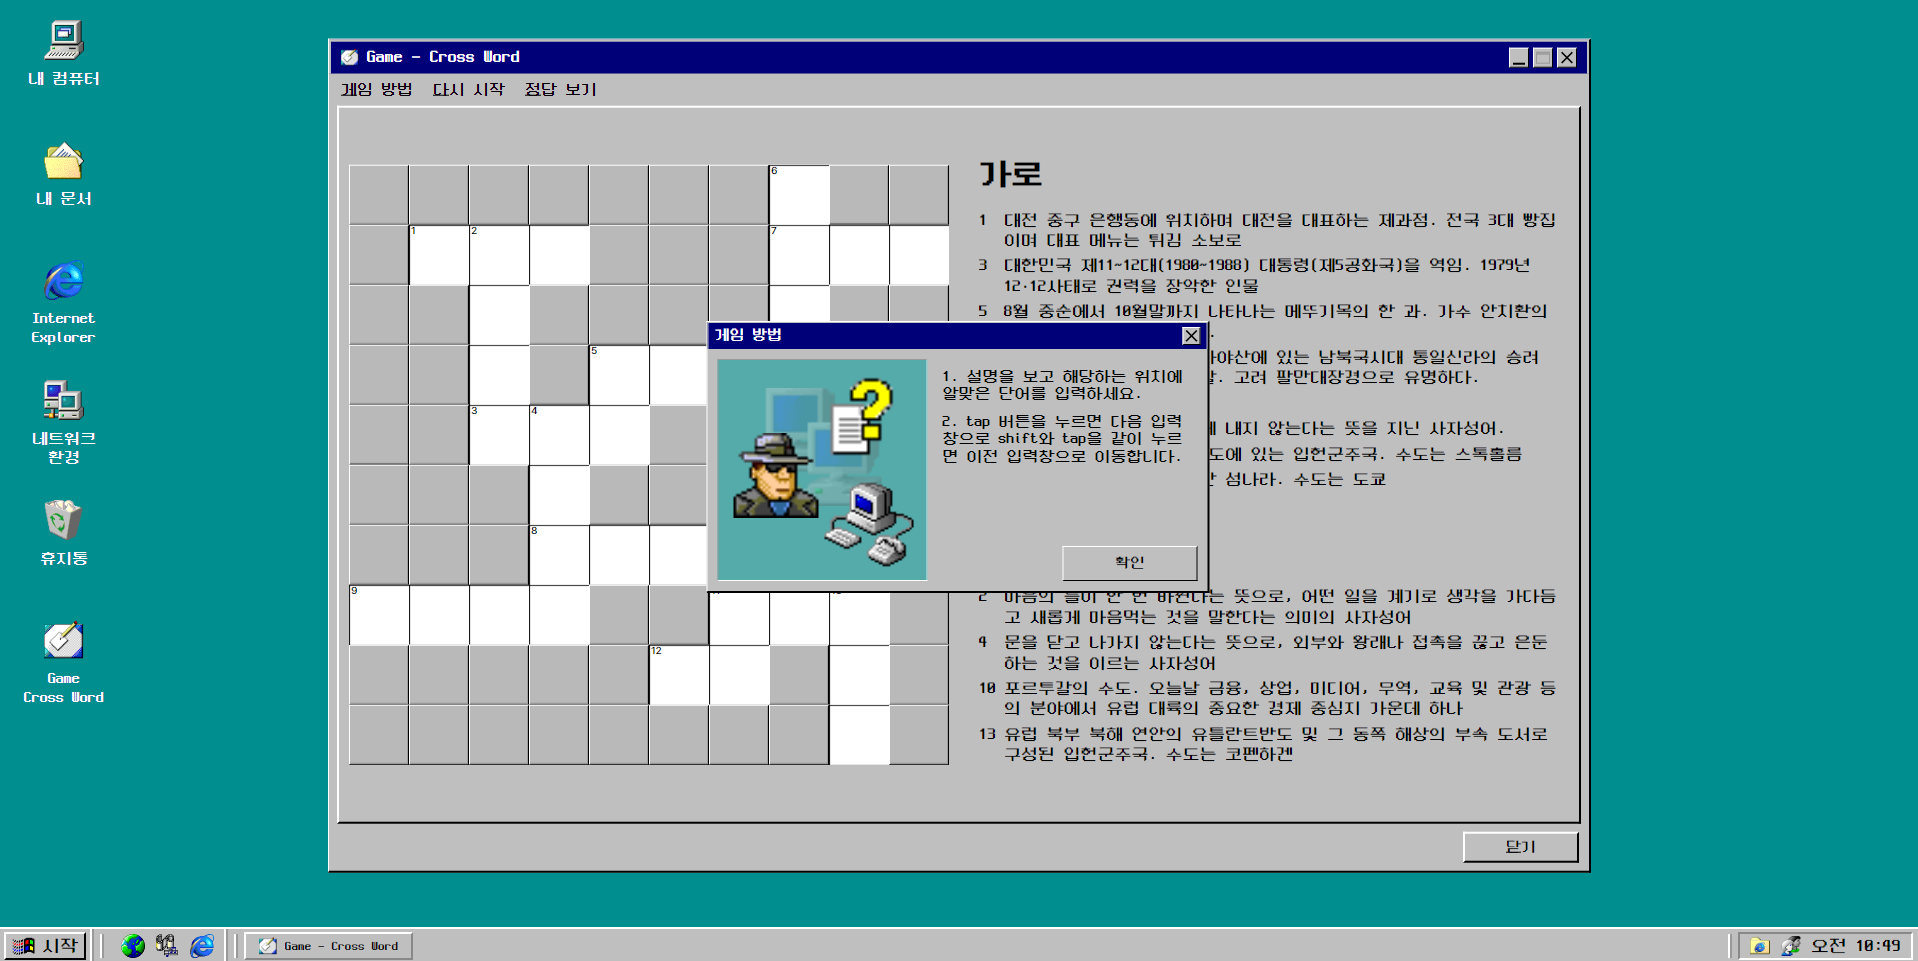 내 컴퓨터
내 문서
Internet
Explorer
네트워크
환경
휴지통
Game
Cross Word
Game - Cross Word
게임 방법 다시 시작 정답 보기
6
1 2 7
5
3 4
8
9
12
가로
1 대전 중구 은행동에 위치하며 대전을 대표하는 제과점. 전국 3대 빵집
이며 대표 메뉴는 튀김 소보로
3 대한민국 제11~12대(1980~1988) 대통령(제5공화국)을 역임. 1979년
12·12사태로 권력을 장악한 인물
5 8월 중순에서 10월말까지 나타나는 메뚜기목의 한 과. 가수 안치환의
야산에 있는 남북국시대 통일신라의 승려
. 고려 팔만대장경으로 유명하다.
내지 않는다는 뜻을 지닌 사자성어.
도에 있는 입헌군주국. 수도는 스톡홀름
섬나라. 수도는 도쿄
2 마음의 틀이 한 번 바뀐다는 뜻으로, 어떤 일을 계기로 생각을 가다듬
고 새롭게 마음먹는 것을 말한다는 의미의 사자성어
4 문을 닫고 나가지 않는다는 뜻으로, 외부와 왕래나 접촉을 끊고 은둔
하는 것을 이르는 사자성어
10 포르투갈의 수도. 오늘날 금융, 상업, 미디어, 무역, 교육 및 관광 등
의 분야에서 유럽 대륙의 중요한 경제 중심지 가운데 하나
13 유럽 북부 북해 연안의 유틀란트반도 및 그 동쪽 해상의 부속 도서로
구성된 입헌군주국. 수도는 코펜하겐
게임 방법
1. 설명을 보고 해당하는 위치에
알맞은 단어를 입력하세요.
2. tap 버튼을 누르면 다음 입력
창으로 shift와 tap을 같이 누르
면 이전 입력창으로 이동합니다.
확인
닫기
시작
Game - Cross Word
오전 10:49